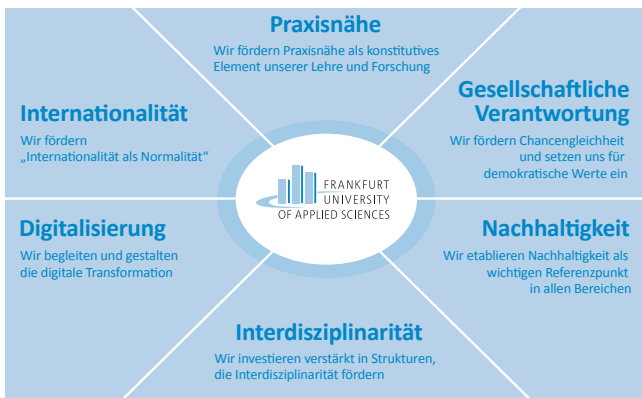 Praxisnähe
Wir fördern Praxisnähe als konstitutives
Element unserer Lehre und Forschung
Gesellschaftliche
Verantwortung
Wir fördern Chancengleichheit
und setzen uns für
demokratische Werte ein
Internationalität
Wir fördern
„Internationalität als Normalität“
FRANKFURT
UNIVERSITY
OF APPLIED SCIENCES
Digitalisierung
Wir begleiten und gestalten
die digitale Transformation
Nachhaltigkeit
Wir etablieren Nachhaltigkeit als
wichtigen Referenzpunkt
in allen Bereichen
Interdisziplinarität
Wir investieren verstärkt in Strukturen,
die Interdisziplinarität fördern